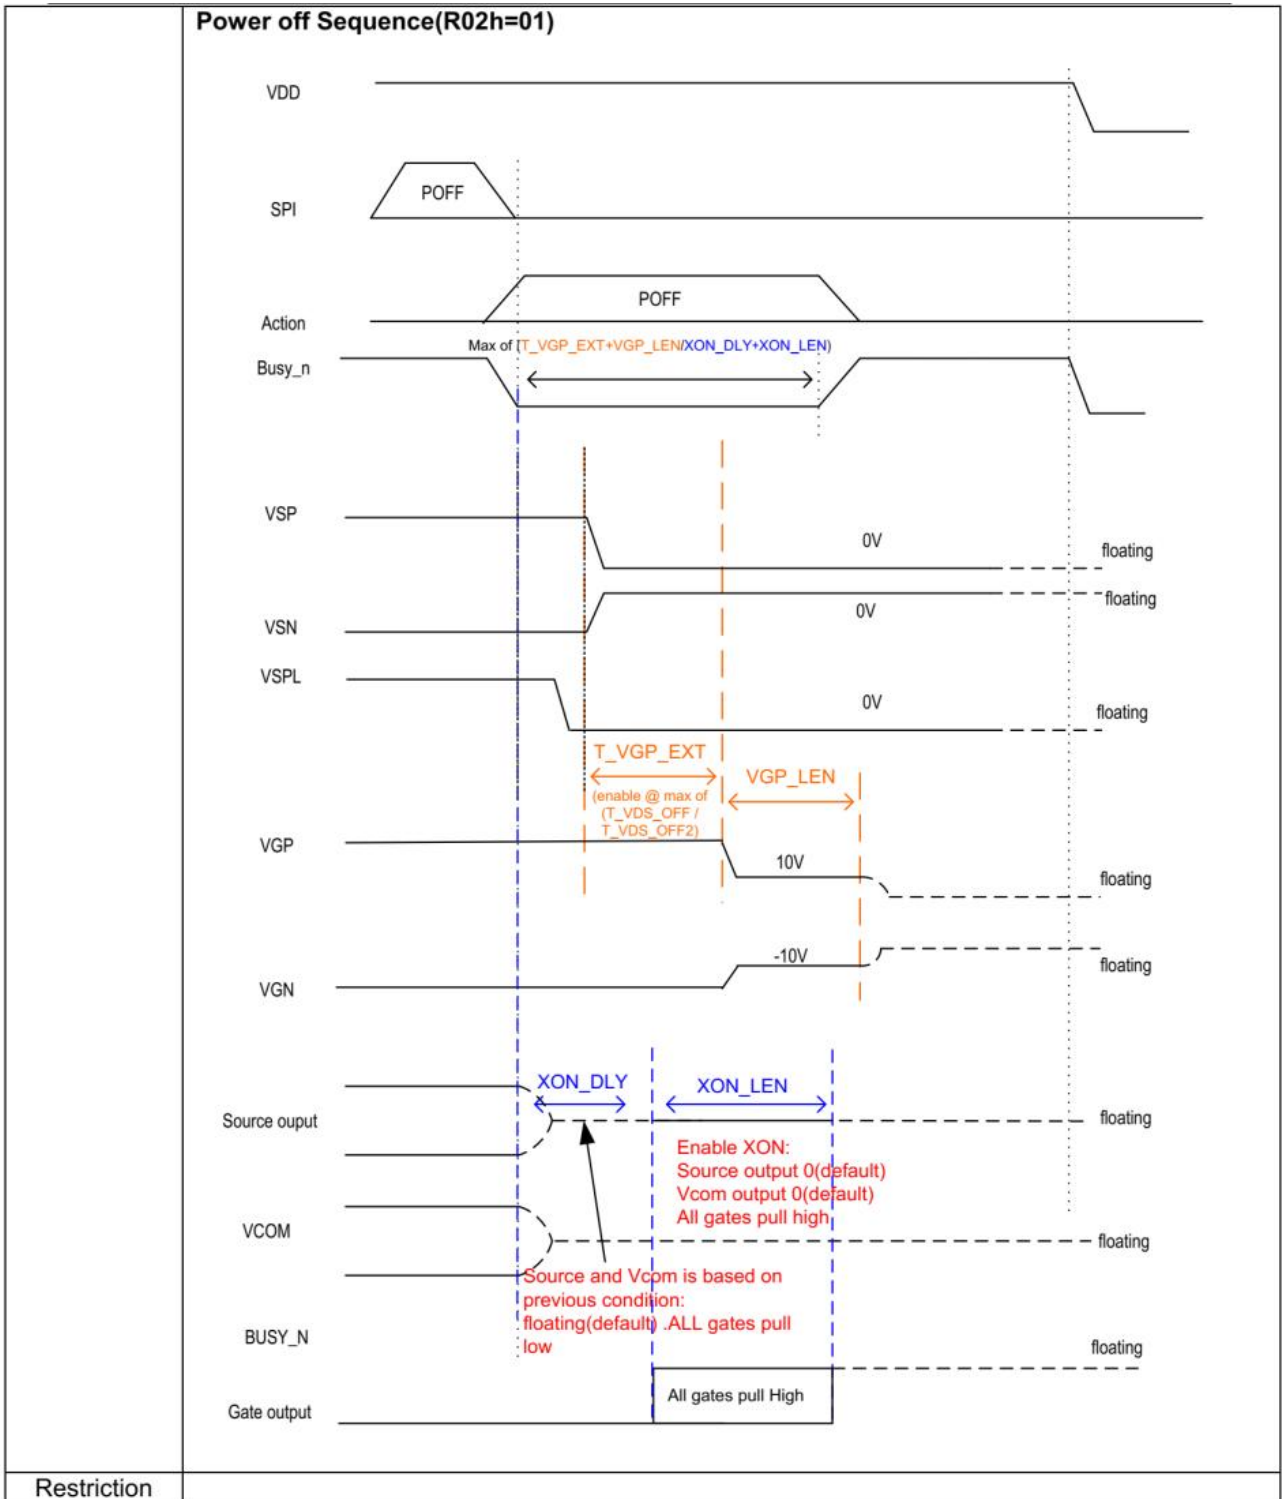 Power off Sequence(R02h=01)
VDD
POFF
SPI
POFF
Action
Max of (T_VGP_EXT+VGP_LEN/XON_DLY+XON_LEN)
Busy_n
VSP
0V
floating
floating
0V
VSN
VSPL
0V
floating
T_VGP_EXT
VGP_LEN
(enable @ max of
(T_VDS_OFF /
T_VDS_OFF2)
VGP
10V
floating
-10V
floating
VGN
XON_DLY
XON_LEN
Source ouput
floating
Enable XON:
Source output 0(default)
Vcom output 0(default)
All gates pull high
VCOM
floating
Source and Vcom is based on
previous condition:
floating(default) .ALL gates pull
low
BUSY_N
floating
All gates pull High
Gate output
Restriction